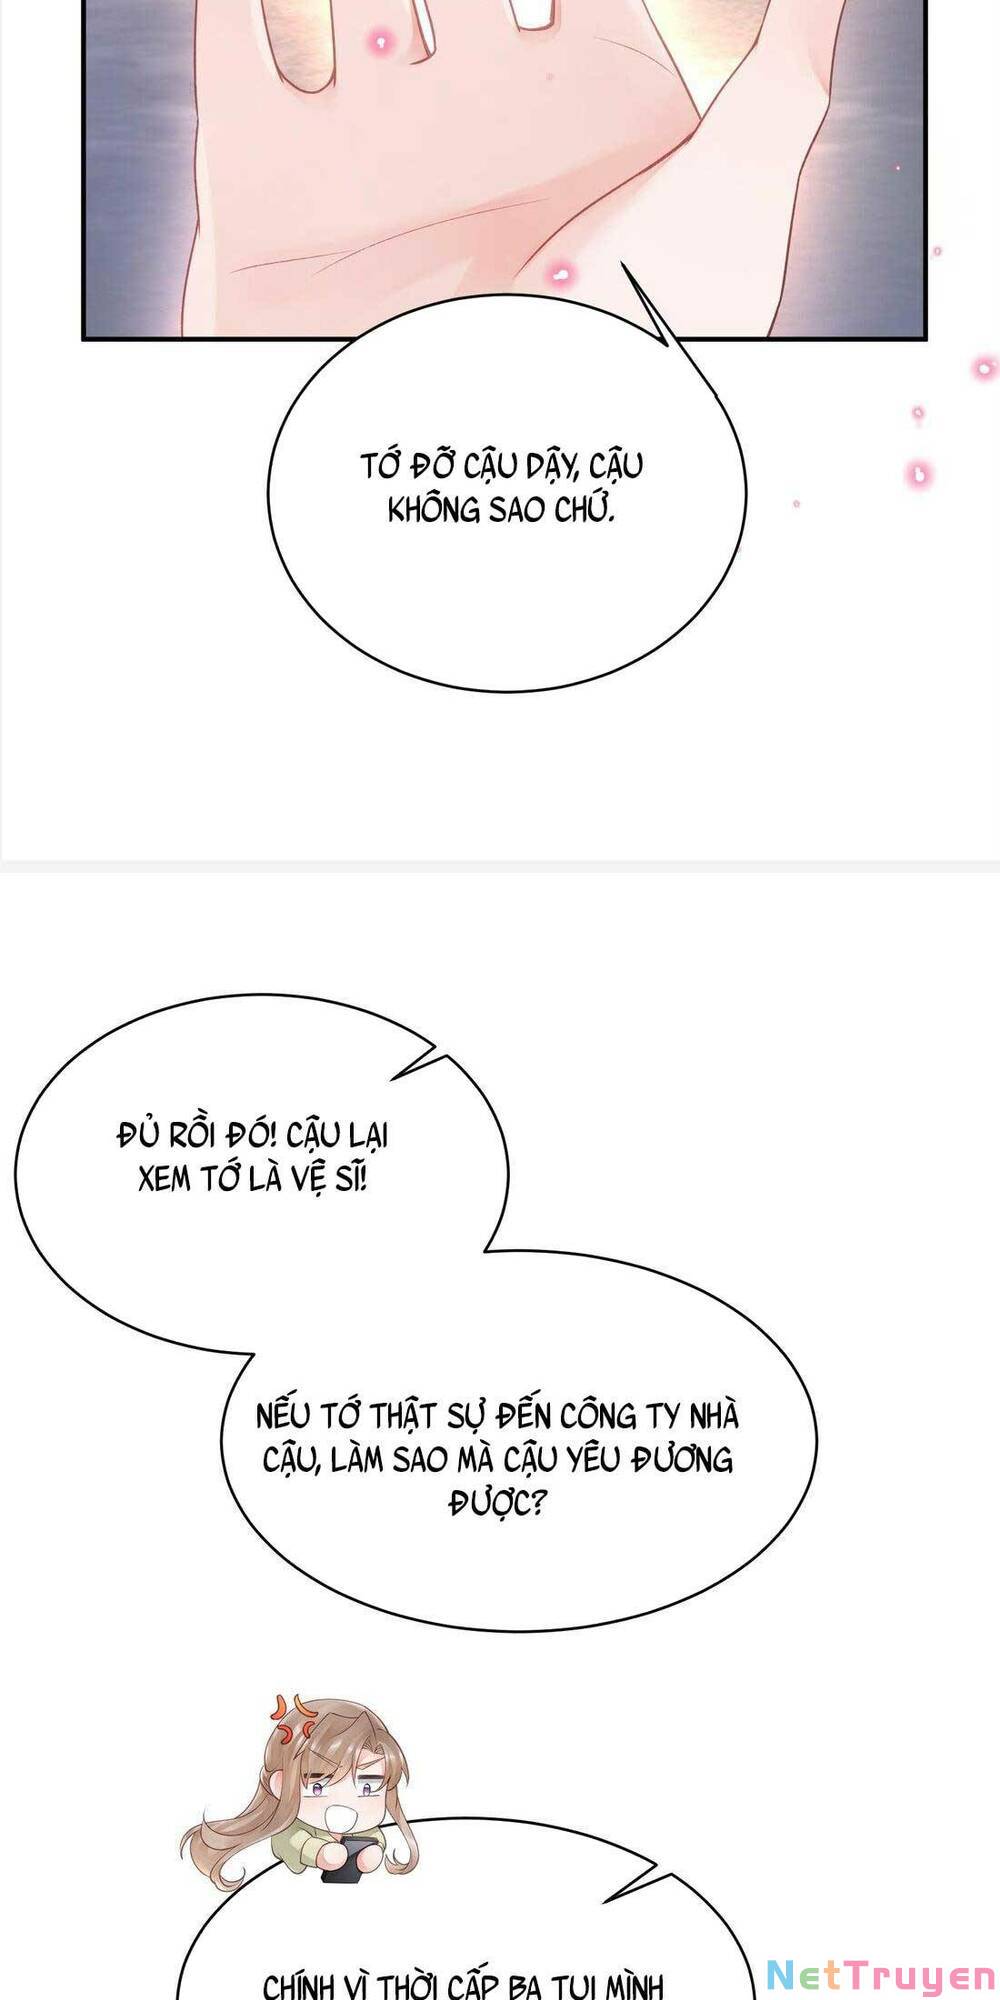 TỚ ĐỠ CẬU DẬY, CẬU
KHÔNG SAO CHỨ.
ĐỦ RỒI ĐÓ! CẬU LẠI
XEM TỚ LÀ VỆ SĨ!
NẾU TỚ THẬT SỰ ĐẾN CÔNG TY NHÀ
CẬU, LÀM SAO MÀ CẬU YÊU ĐƯƠNG
ĐƯỢC?
CHÍNH VÌ THỜI CẤP BA TỤI MÌNH
NetTruyen